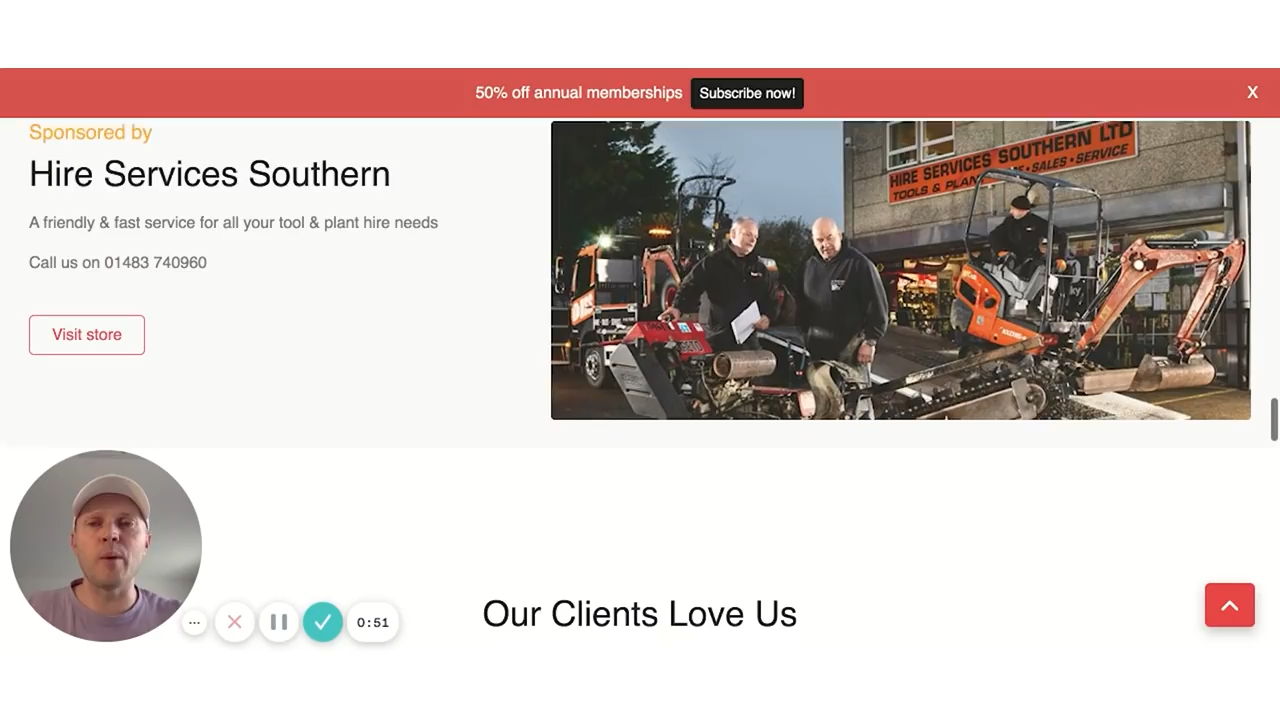 50% off annual memberships Subscribe now! X
Sponsored by
Hire Services Southern
A friendly & fast service for all your tool & plant hire needs
Call us on 01483 740960
Visit store
HIRE SERVICES SOUTHERN LTD
TOOLS & PLAN
SALES • SERVICE
0:51
Our Clients Love Us